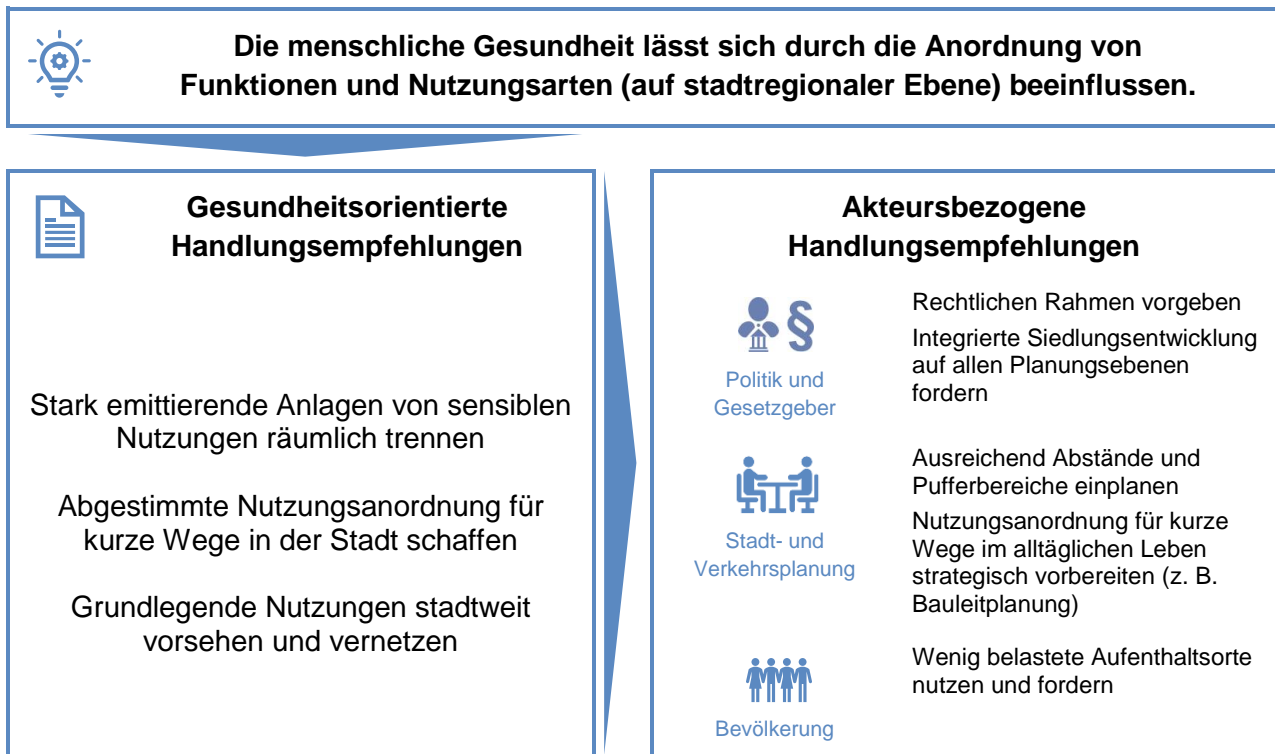 Die menschliche Gesundheit lässt sich durch die Anordnung von
Funktionen und Nutzungsarten (auf stadtregionaler Ebene) beeinflussen.
Gesundheitsorientierte
Handlungsempfehlungen
Stark emittierende Anlagen von sensiblen
Nutzungen räumlich trennen
Abgestimmte Nutzungsanordnung für
kurze Wege in der Stadt schaffen
Grundlegende Nutzungen stadtweit
vorsehen und vernetzen
Akteursbezogene
Handlungsempfehlungen
§
Politik und
Gesetzgeber
Rechtlichen Rahmen vorgeben
Integrierte Siedlungsentwicklung
auf allen Planungsebenen
fordern
Stadt- und
Verkehrsplanung
Ausreichend Abstände und
Pufferbereiche einplanen
Nutzungsanordnung für kurze
Wege im alltäglichen Leben
strategisch vorbereiten (z. B.
Bauleitplanung)
Bevölkerung
Wenig belastete Aufenthaltsorte
nutzen und fordern